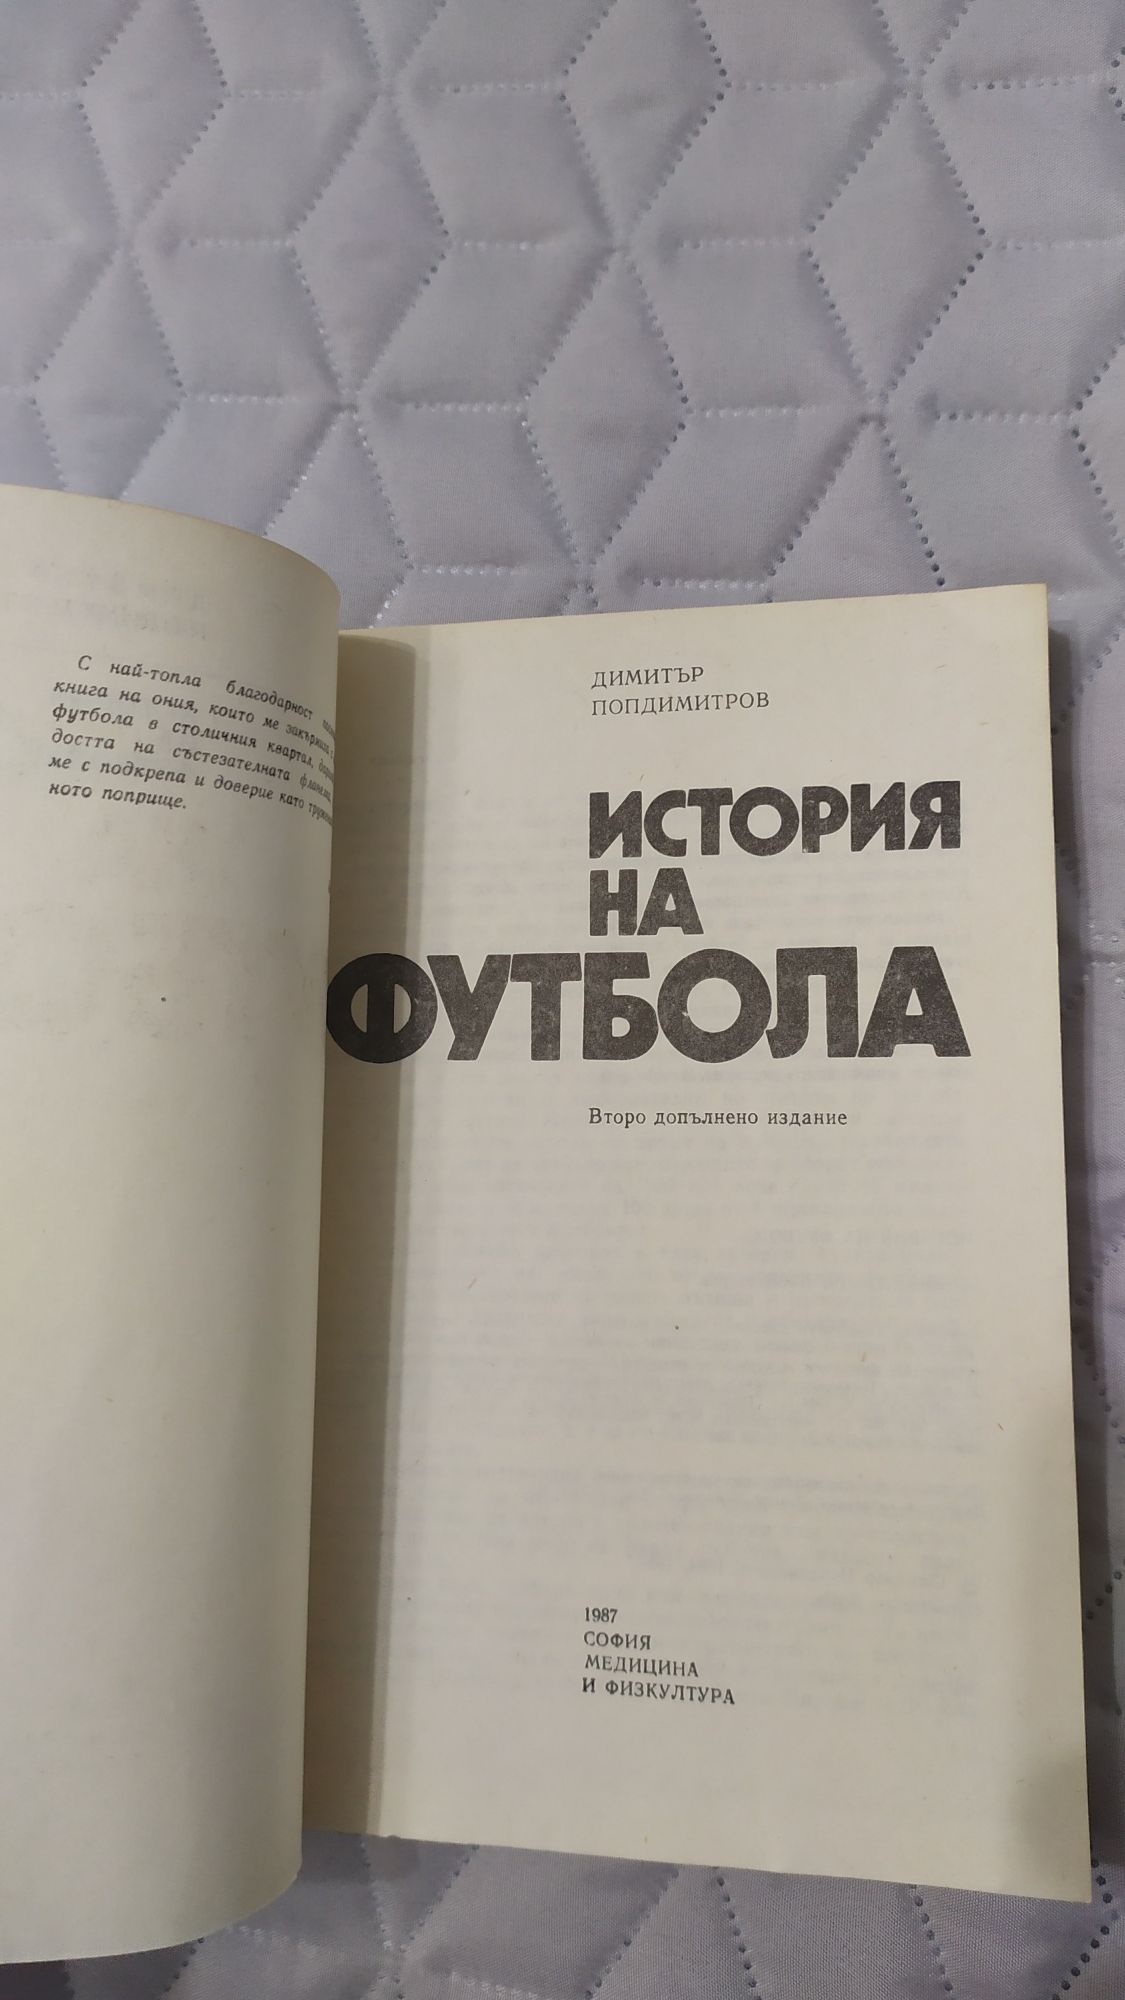 С най-топла благодарност
книга на ония, които ме
футбола в столичния квартал,
достта на състезателната
ме с подкрепа и доверие като
ното поприще.
ДИМИТЪР
ПОПДИМИТРОВ
ИСТОРИЯ
НА
ФУТБОЛА
Второ допълнено издание
1987
СОФИЯ
МЕДИЦИНА
И ФИЗКУЛТУРА